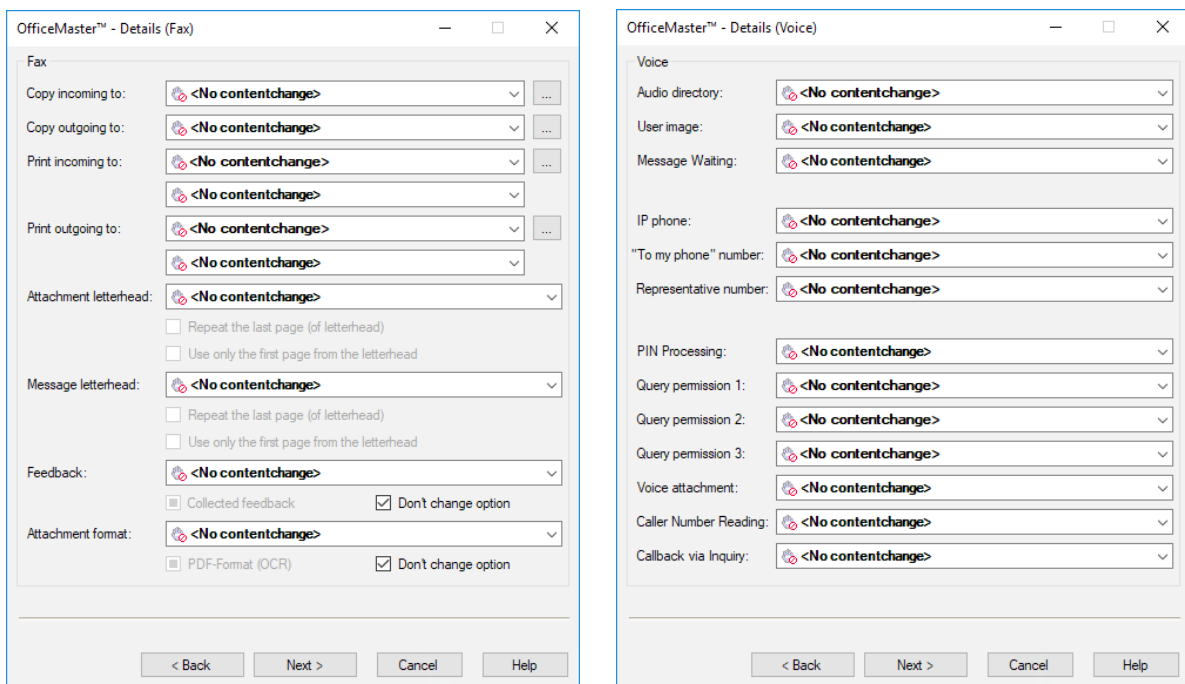 OfficeMaster™ - Details (Fax)
Fax
Copy incoming to: <No contentchange> ...
Copy outgoing to: <No contentchange> ...
Print incoming to: <No contentchange> ...
<No contentchange>
Print outgoing to: <No contentchange> ...
<No contentchange>
Attachment letterhead: <No contentchange>
Repeat the last page (of letterhead)
Use only the first page from the letterhead
Message letterhead: <No contentchange>
Repeat the last page (of letterhead)
Use only the first page from the letterhead
Feedback: <No contentchange>
Collected feedback Don't change option
Attachment format: <No contentchange>
PDF-Format (OCR) Don't change option
< Back Next > Cancel Help
OfficeMaster™ - Details (Voice)
Voice
Audio directory: <No contentchange>
User image: <No contentchange>
Message Waiting: <No contentchange>
IP phone: <No contentchange>
"To my phone" number: <No contentchange>
Representative number: <No contentchange>
PIN Processing: <No contentchange>
Query permission 1: <No contentchange>
Query permission 2: <No contentchange>
Query permission 3: <No contentchange>
Voice attachment: <No contentchange>
Caller Number Reading: <No contentchange>
Callback via Inquiry: <No contentchange>
< Back Next > Cancel Help